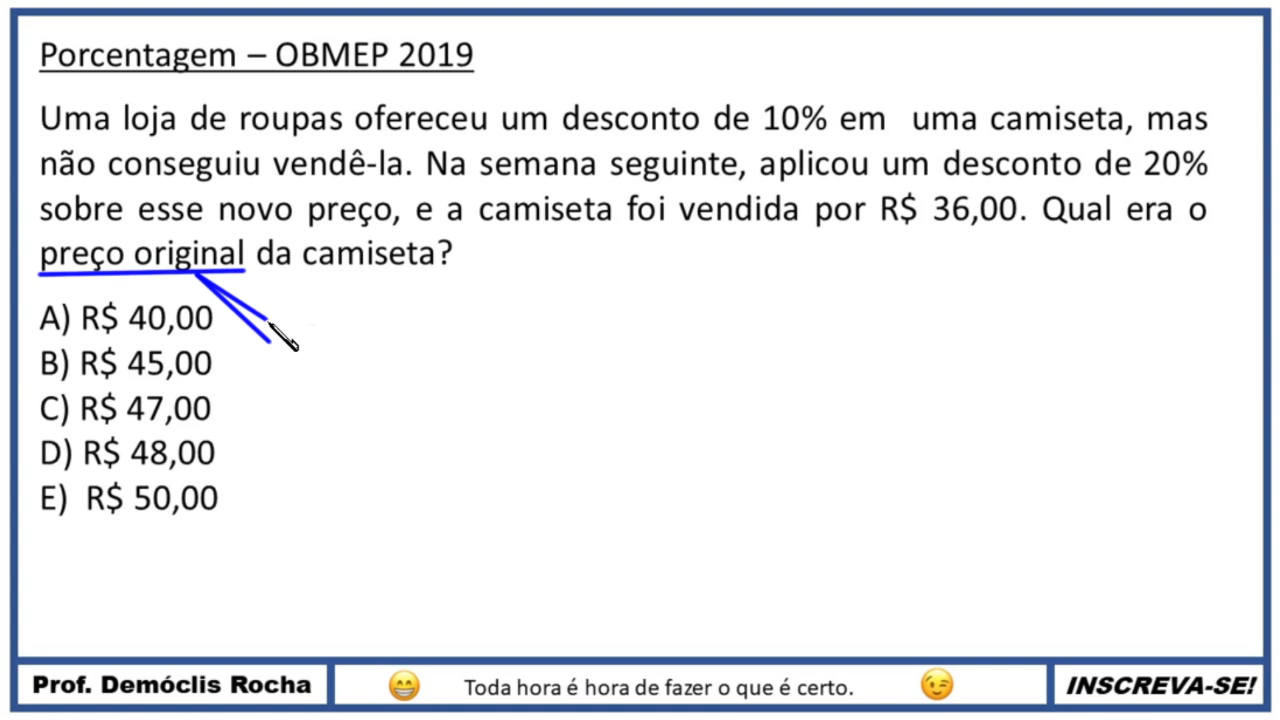 Porcentagem – OBMEP 2019
Uma loja de roupas ofereceu um desconto de 10% em uma camiseta, mas
não conseguiu vendê-la. Na semana seguinte, aplicou um desconto de 20%
sobre esse novo preço, e a camiseta foi vendida por R$ 36,00. Qual era o
preço original da camiseta?
A) R$ 40,00
B) R$ 45,00
C) R$ 47,00
D) R$ 48,00
E) R$ 50,00
Prof. Demóclis Rocha
Toda hora é hora de fazer o que é certo.
INSCREVA-SE!